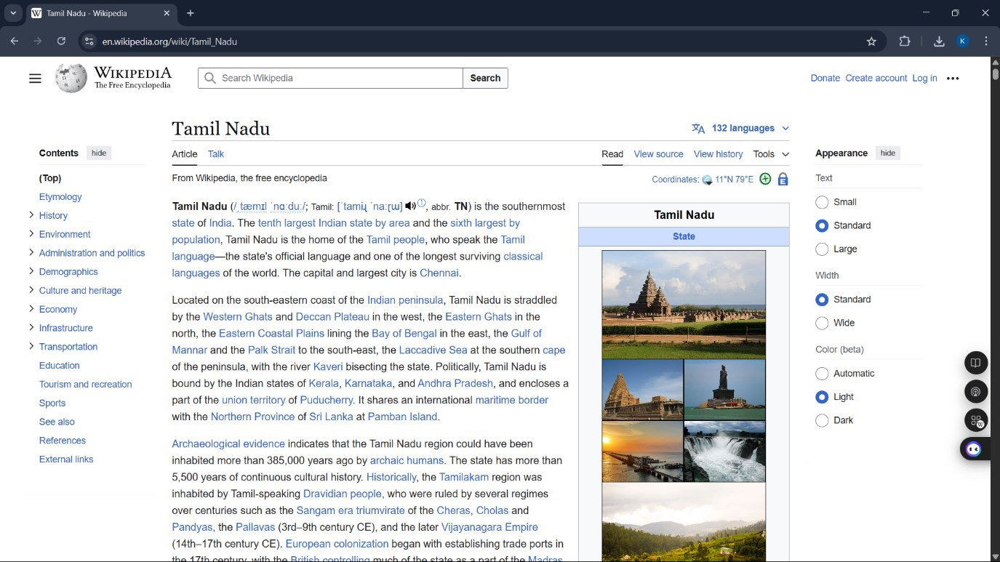 Tamil Nadu - Wikipedia
en.wikipedia.org/wiki/Tamil_Nadu
K
WIKIPEDIA
The Free Encyclopedia
Search Wikipedia
Search
Donate Create account Log in
Tamil Nadu
132 languages
Contents hide
(Top)
Etymology
History
Environment
Administration and politics
Demographics
Culture and heritage
Economy
Infrastructure
Transportation
Education
Tourism and recreation
Sports
See also
References
External links
Article Talk
Read View source View history Tools
From Wikipedia, the free encyclopedia
Coordinates: 11°N 79°E
Tamil Nadu (/ˌtæmɪl ˈnɑːduː/; Tamil: [ˈtamiɻ ˈnaːɽɯ] ⓘ, abbr. TN) is the southernmost
state of India. The tenth largest Indian state by area and the sixth largest by
population, Tamil Nadu is the home of the Tamil people, who speak the Tamil
language—the state's official language and one of the longest surviving classical
languages of the world. The capital and largest city is Chennai.
Located on the south-eastern coast of the Indian peninsula, Tamil Nadu is straddled
by the Western Ghats and Deccan Plateau in the west, the Eastern Ghats in the
north, the Eastern Coastal Plains lining the Bay of Bengal in the east, the Gulf of
Mannar and the Palk Strait to the south-east, the Laccadive Sea at the southern cape
of the peninsula, with the river Kaveri bisecting the state. Politically, Tamil Nadu is
bound by the Indian states of Kerala, Karnataka, and Andhra Pradesh, and encloses a
part of the union territory of Puducherry. It shares an international maritime border
with the Northern Province of Sri Lanka at Pamban Island.
Archaeological evidence indicates that the Tamil Nadu region could have been
inhabited more than 385,000 years ago by archaic humans. The state has more than
5,500 years of continuous cultural history. Historically, the Tamilakam region was
inhabited by Tamil-speaking Dravidian people, who were ruled by several regimes
over centuries such as the Sangam era triumvirate of the Cheras, Cholas and
Pandyas, the Pallavas (3rd–9th century CE), and the later Vijayanagara Empire
(14th–17th century CE). European colonization began with establishing trade ports in
the 17th century, with the British controlling much of the state as a part of the Madras
Tamil Nadu
State
Appearance hide
Text
Small
Standard
Large
Width
Standard
Wide
Color (beta)
Automatic
Light
Dark